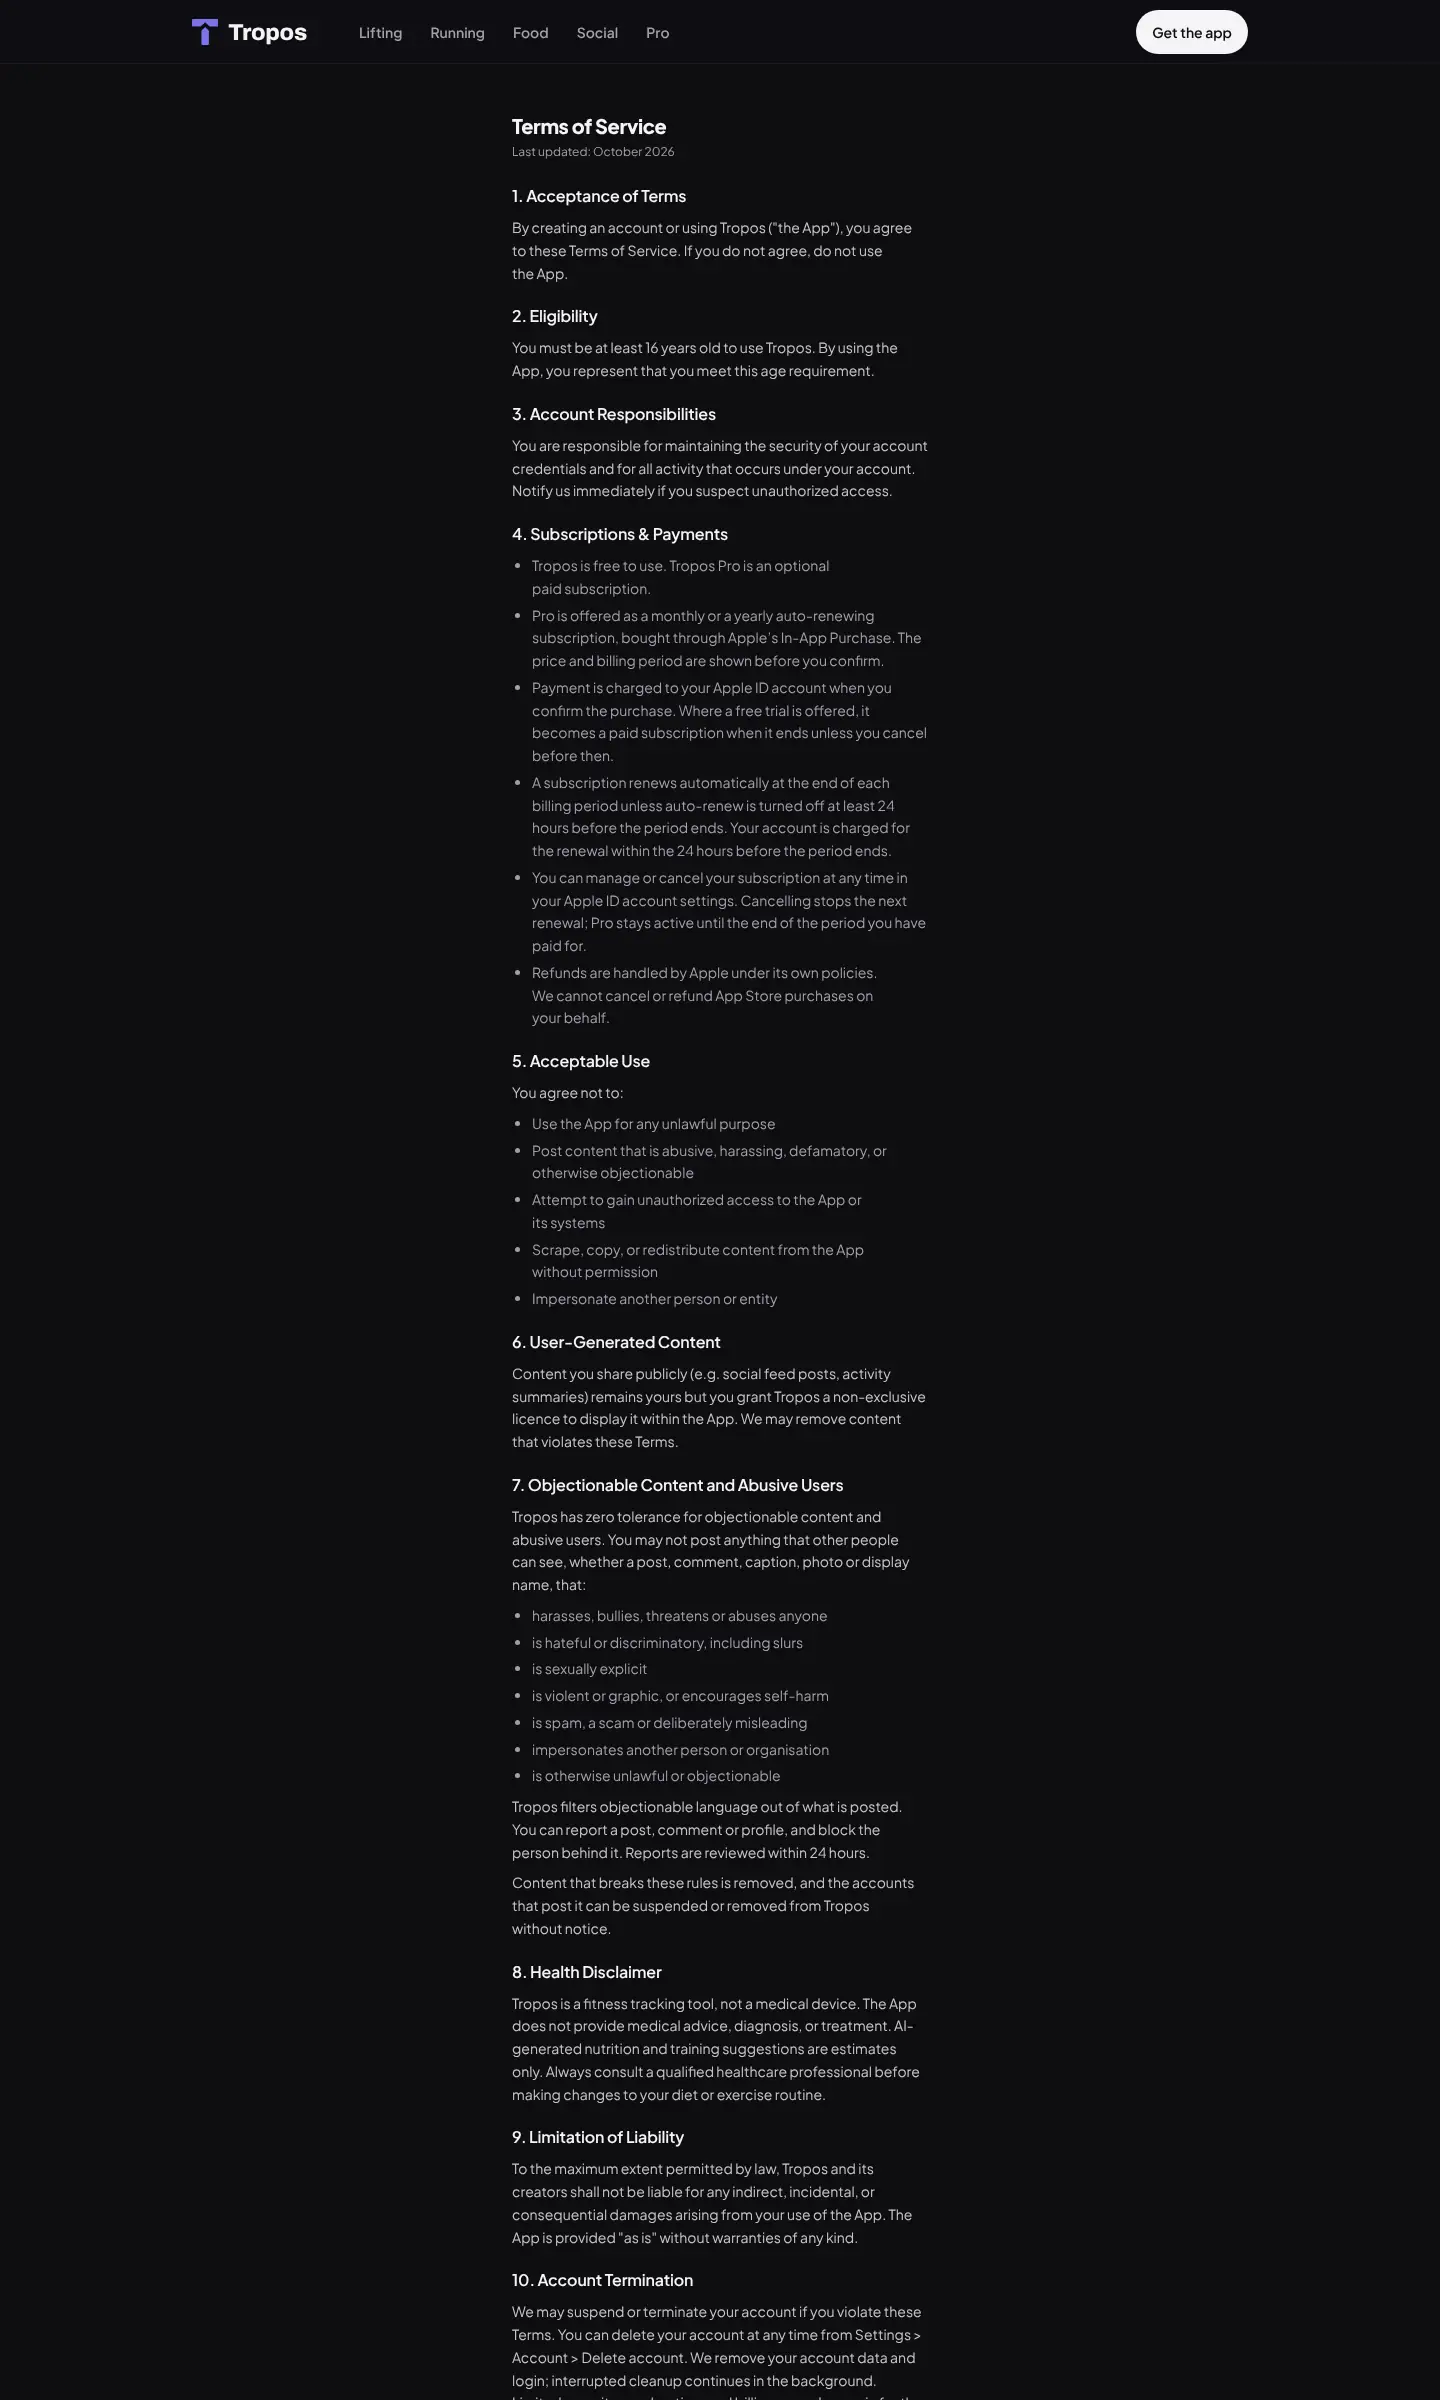 Tropos
Lifting
Running
Food
Social
Pro
Get the app
Terms of Service
Last updated: October 2026
1. Acceptance of Terms
By creating an account or using Tropos ("the App"), you agree
to these Terms of Service. If you do not agree, do not use
the App.
2. Eligibility
You must be at least 16 years old to use Tropos. By using the
App, you represent that you meet this age requirement.
3. Account Responsibilities
You are responsible for maintaining the security of your account
credentials and for all activity that occurs under your account.
Notify us immediately if you suspect unauthorized access.
4. Subscriptions & Payments
• Tropos is free to use. Tropos Pro is an optional
paid subscription.
• Pro is offered as a monthly or a yearly auto-renewing
subscription, bought through Apple’s In-App Purchase. The
price and billing period are shown before you confirm.
• Payment is charged to your Apple ID account when you
confirm the purchase. Where a free trial is offered, it
becomes a paid subscription when it ends unless you cancel
before then.
• A subscription renews automatically at the end of each
billing period unless auto-renew is turned off at least 24
hours before the period ends. Your account is charged for
the renewal within the 24 hours before the period ends.
• You can manage or cancel your subscription at any time in
your Apple ID account settings. Cancelling stops the next
renewal; Pro stays active until the end of the period you have
paid for.
• Refunds are handled by Apple under its own policies.
We cannot cancel or refund App Store purchases on
your behalf.
5. Acceptable Use
You agree not to:
• Use the App for any unlawful purpose
• Post content that is abusive, harassing, defamatory, or
otherwise objectionable
• Attempt to gain unauthorized access to the App or
its systems
• Scrape, copy, or redistribute content from the App
without permission
• Impersonate another person or entity
6. User-Generated Content
Content you share publicly (e.g. social feed posts, activity
summaries) remains yours but you grant Tropos a non-exclusive
licence to display it within the App. We may remove content
that violates these Terms.
7. Objectionable Content and Abusive Users
Tropos has zero tolerance for objectionable content and
abusive users. You may not post anything that other people
can see, whether a post, comment, caption, photo or display
name, that:
• harasses, bullies, threatens or abuses anyone
• is hateful or discriminatory, including slurs
• is sexually explicit
• is violent or graphic, or encourages self-harm
• is spam, a scam or deliberately misleading
• impersonates another person or organisation
• is otherwise unlawful or objectionable
Tropos filters objectionable language out of what is posted.
You can report a post, comment or profile, and block the
person behind it. Reports are reviewed within 24 hours.
Content that breaks these rules is removed, and the accounts
that post it can be suspended or removed from Tropos
without notice.
8. Health Disclaimer
Tropos is a fitness tracking tool, not a medical device. The App
does not provide medical advice, diagnosis, or treatment. AI-
generated nutrition and training suggestions are estimates
only. Always consult a qualified healthcare professional before
making changes to your diet or exercise routine.
9. Limitation of Liability
To the maximum extent permitted by law, Tropos and its
creators shall not be liable for any indirect, incidental, or
consequential damages arising from your use of the App. The
App is provided "as is" without warranties of any kind.
10. Account Termination
We may suspend or terminate your account if you violate these
Terms. You can delete your account at any time from Settings >
Account > Delete account. We remove your account data and
login; interrupted cleanup continues in the background.